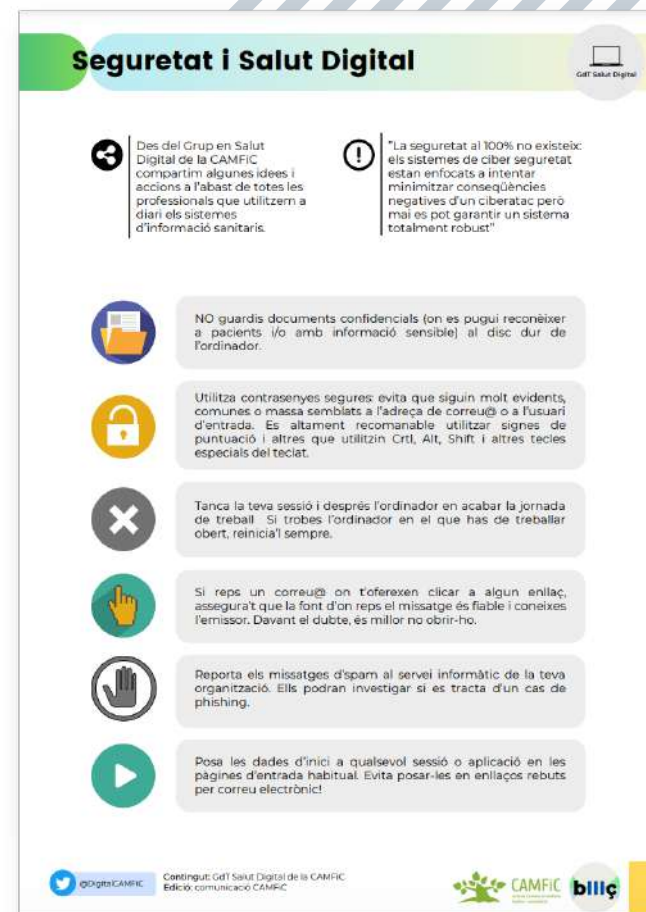 Seguretat i Salut Digital
GdT Salut Digital
Des del Grup en Salut
Digital de la CAMFiC
compartim algunes idees i
accions a l'abast de totes les
professionals que utilitzem a
diari els sistemes
d'informació sanitaris.
"La seguretat al 100% no existeix:
els sistemes de ciber seguretat
estan enfocats a intentar
minimitzar conseqüències
negatives d'un ciberatac però
mai es pot garantir un sistema
totalment robust"
NO guardis documents confidencials (on es pugui reconèixer
a pacients i/o amb informació sensible) al disc dur de
l'ordinador.
Utilitza contrasenyes segures: evita que siguin molt evidents,
comunes o massa semblats a l'adreça de correu@ o a l'usuari
d'entrada. Es altament recomanable utilitzar signes de
puntuació i altres que utilitzin Crtl, Alt, Shift i altres tecles
especials del teclat.
Tanca la teva sessió i després l'ordinador en acabar la jornada
de treball Si trobes l'ordinador en el que has de treballar
obert, reinicia'l sempre.
Si reps un correu@ on t'oferexen clicar a algun enllaç,
assegura't que la font d'on reps el missatge és fiable i coneixes
l'emissor. Davant el dubte, és millor no obrir-ho.
Reporta els missatges d'spam al servei informàtic de la teva
organització. Ells podran investigar si es tracta d'un cas de
phishing.
Posa les dades d'inici a qualsevol sessió o aplicació en les
pàgines d'entrada habitual. Evita posar-les en enllaços rebuts
per correu electrònic!
@DigitalCAMFiC
Contingut: GdT Salut Digital de la CAMFiC
Edició: comunicació CAMFiC
CAMFiC
blllç